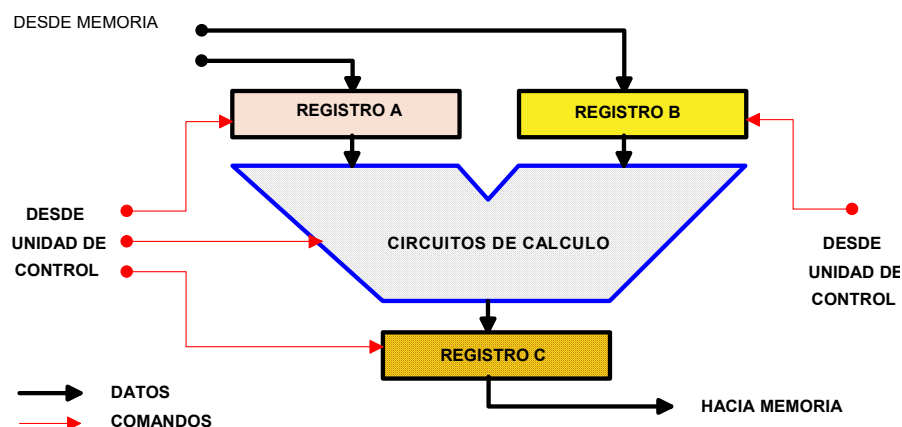 DESDE MEMORIA
REGISTRO A
REGISTRO B
DESDE
UNIDAD DE
CONTROL
CIRCUITOS DE CALCULO
DESDE
UNIDAD DE
CONTROL
REGISTRO C
DATOS
COMANDOS
HACIA MEMORIA